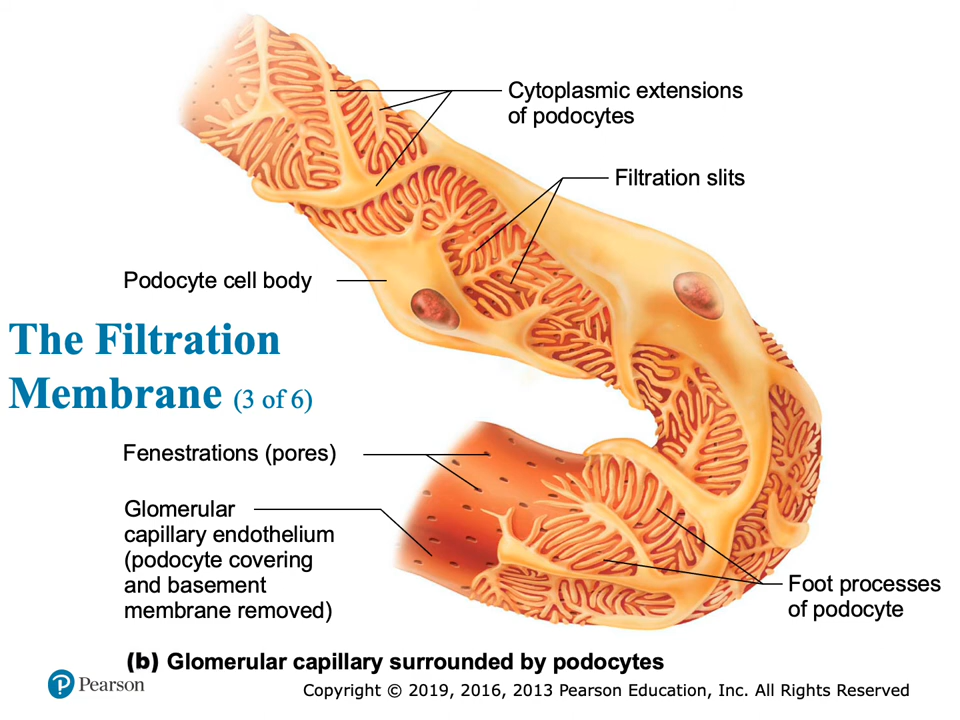 Cytoplasmic extensions
of podocytes
Filtration slits
Podocyte cell body
The Filtration
Membrane (3 of 6)
Fenestrations (pores)
Glomerular
capillary endothelium
(podocyte covering
and basement
membrane removed)
Foot processes
of podocyte
(b) Glomerular capillary surrounded by podocytes
P Pearson
Copyright © 2019, 2016, 2013 Pearson Education, Inc. All Rights Reserved